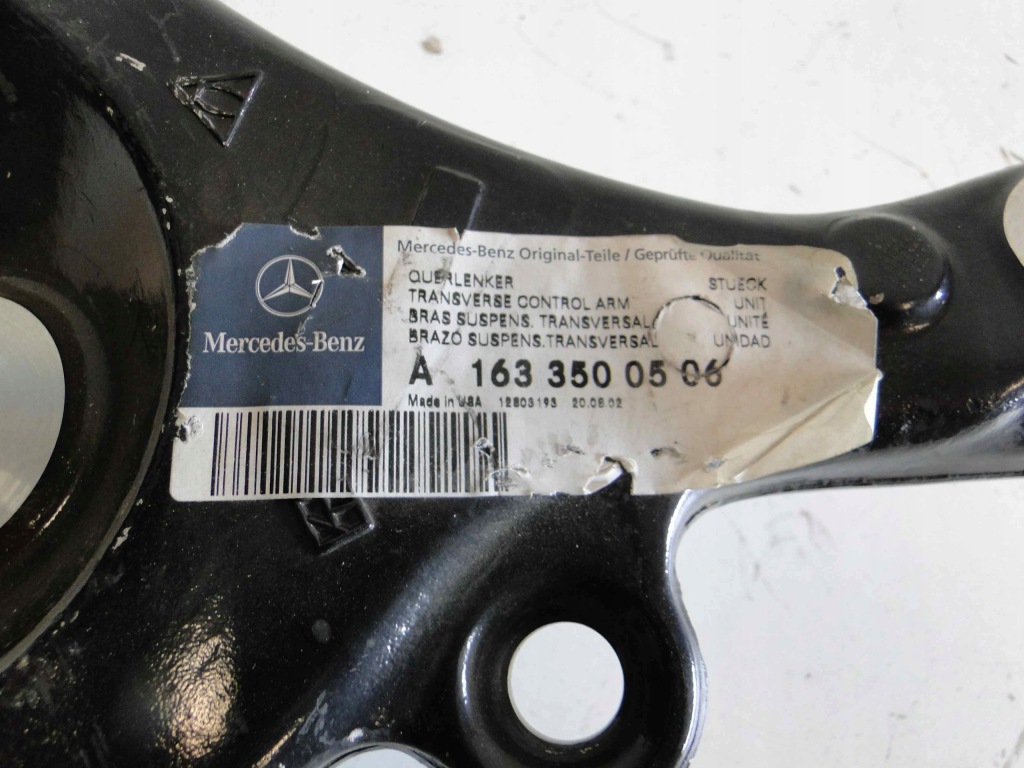 Mercedes-Benz Original-Teile / Geprüfte Qualität
QUERLENKER STUECK
TRANSVERSE CONTROL ARM UNIT
BRAS SUSPENS. TRANSVERSAL UNITÉ
BRAZO SUSPENS.TRANSVERSAL UNIDAD
Mercedes-Benz
A 163 350 05 06
Made in USA 12803193 20.08.02